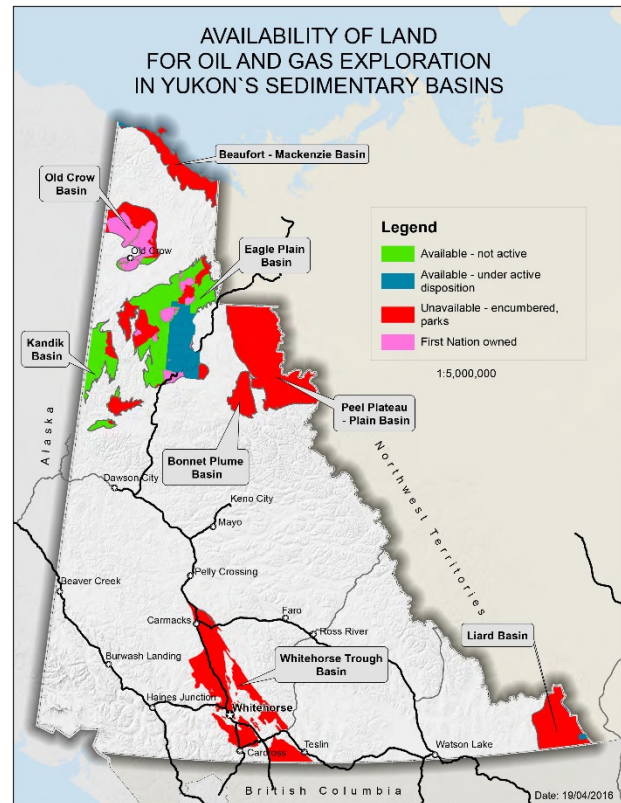 AVAILABILITY OF LAND
FOR OIL AND GAS EXPLORATION
IN YUKON`S SEDIMENTARY BASINS
Beaufort - Mackenzie Basin
Old Crow
Basin
Old Crow
Eagle Plain
Basin
Legend
Available - not active
Available - under active
disposition
Unavailable - encumbered,
parks
First Nation owned
1:5,000,000
Kandik
Basin
Peel Plateau
- Plain Basin
Bonnet Plume
Basin
Alaska
Northwest Territories
Dawson City
Keno City
Mayo
Beaver Creek
Pelly Crossing
Carmacks
Faro
Ross River
Liard Basin
Burwash Landing
Whitehorse Trough
Basin
Haines Junction
Whitehorse
Teslin
Watson Lake
Carcross
British Columbia
Date: 19/04/2016